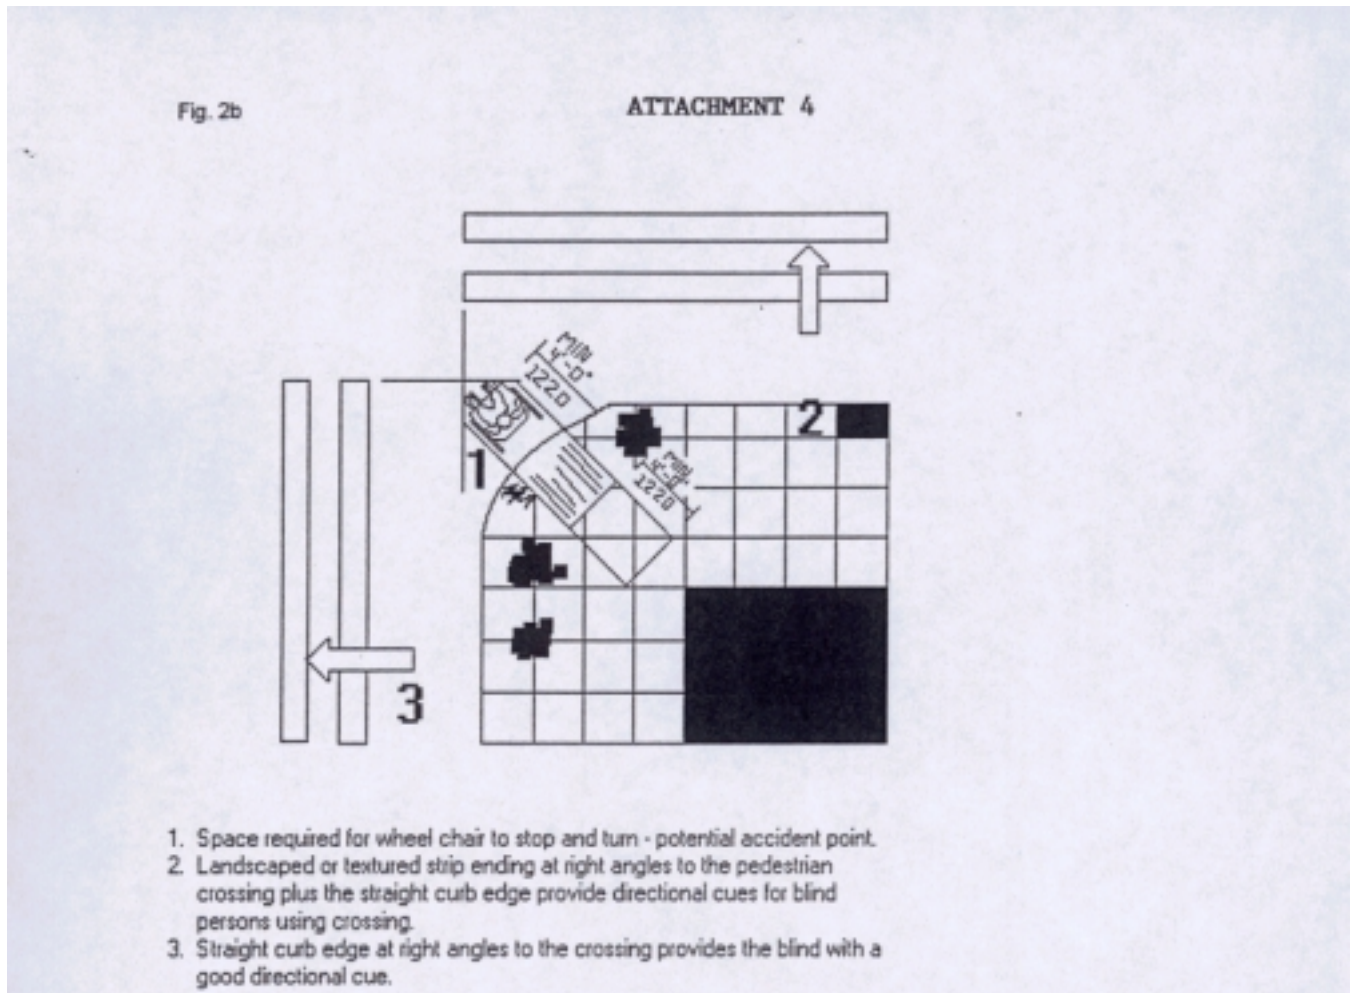 Fig. 2b
ATTACHMENT 4
MIN
4'-0"
1220
2
1
MIN
4'-0"
1220
3
1. Space required for wheel chair to stop and turn - potential accident point.
2. Landscaped or textured strip ending at right angles to the pedestrian
crossing plus the straight curb edge provide directional cues for blind
persons using crossing.
3. Straight curb edge at right angles to the crossing provides the blind with a
good directional cue.